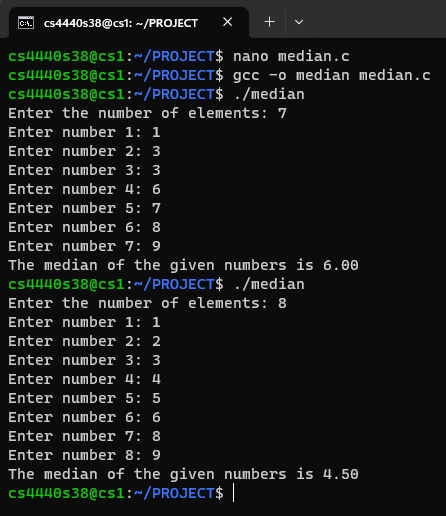 cs4440s38@cs1: ~/PROJECT
cs4440s38@cs1:~/PROJECT$ nano median.c
cs4440s38@cs1:~/PROJECT$ gcc -o median median.c
cs4440s38@cs1:~/PROJECT$ ./median
Enter the number of elements: 7
Enter number 1: 1
Enter number 2: 3
Enter number 3: 3
Enter number 4: 6
Enter number 5: 7
Enter number 6: 8
Enter number 7: 9
The median of the given numbers is 6.00
cs4440s38@cs1:~/PROJECT$ ./median
Enter the number of elements: 8
Enter number 1: 1
Enter number 2: 2
Enter number 3: 3
Enter number 4: 4
Enter number 5: 5
Enter number 6: 6
Enter number 7: 8
Enter number 8: 9
The median of the given numbers is 4.50
cs4440s38@cs1:~/PROJECT$